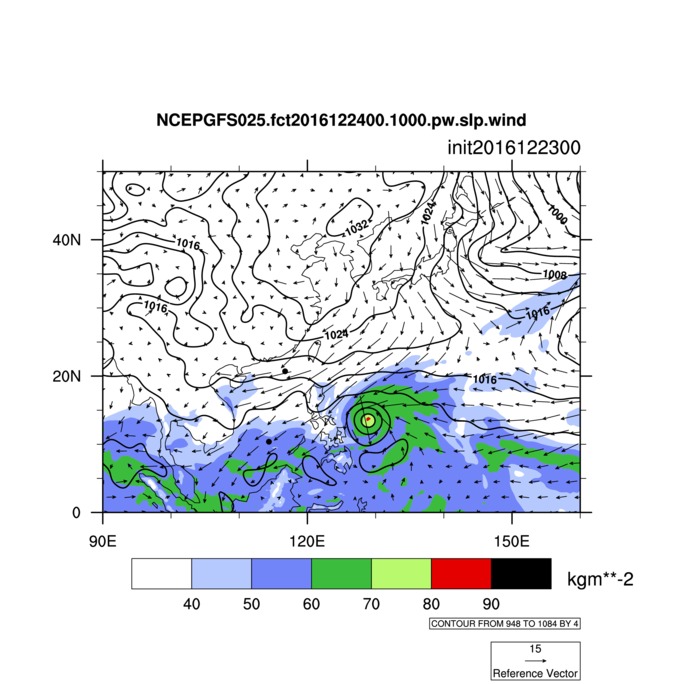 NCEPGFS025.fct2016122400.1000.pw.slp.wind
init2016122300
1000
1024
1032
40N
1016
1008
1016
1016
1024
20N
1016
0
90E 120E 150E
kgm**-2
40 50 60 70 80 90
CONTOUR FROM 948 TO 1084 BY 4
15
Reference Vector